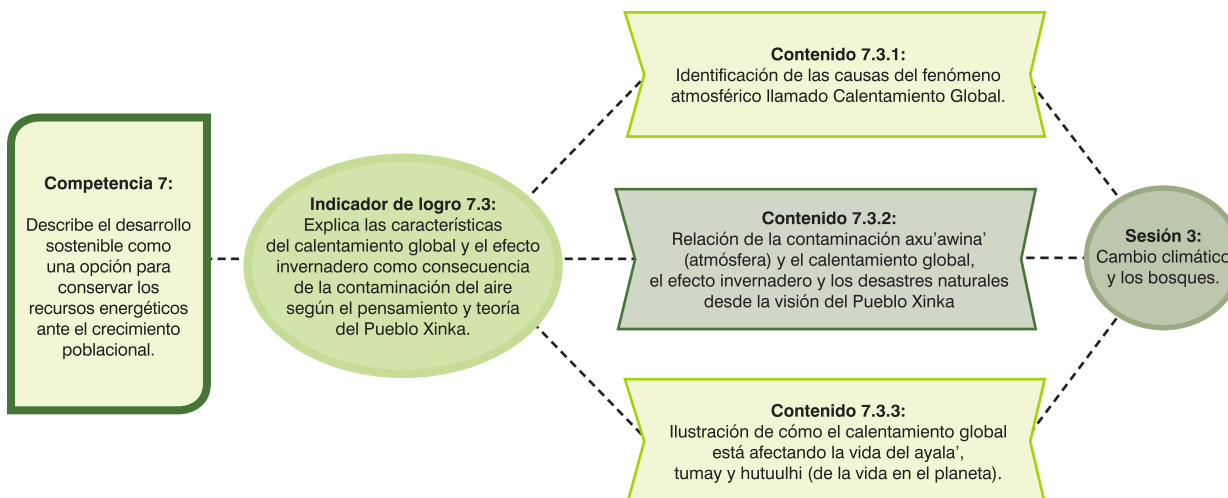 Competencia 7:
Describe el desarrollo
sostenible como
una opción para
conservar los
recursos energéticos
ante el crecimiento
poblacional.
Indicador de logro 7.3:
Explica las características
del calentamiento global y el efecto
invernadero como consecuencia
de la contaminación del aire
según el pensamiento y teoría
del Pueblo Xinka.
Contenido 7.3.1:
Identificación de las causas del fenómeno
atmosférico llamado Calentamiento Global.
Contenido 7.3.2:
Relación de la contaminación axu’awina’
(atmósfera) y el calentamiento global,
el efecto invernadero y los desastres naturales
desde la visión del Pueblo Xinka
Contenido 7.3.3:
Ilustración de cómo el calentamiento global
está afectando la vida del ayala’,
tumay y hutuulhi (de la vida en el planeta).
Sesión 3:
Cambio climático
y los bosques.